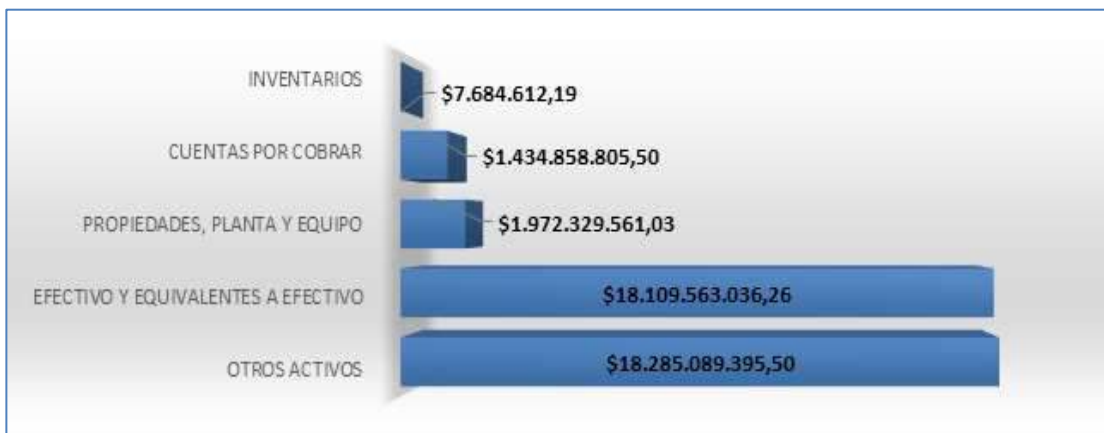 INVENTARIOS
$7.684.612,19
CUENTAS POR COBRAR
$1.434.858.805,50
PROPIEDADES, PLANTA Y EQUIPO
$1.972.329.561,03
EFECTIVO Y EQUIVALENTES A EFECTIVO
$18.109.563.036,26
OTROS ACTIVOS
$18.285.089.395,50